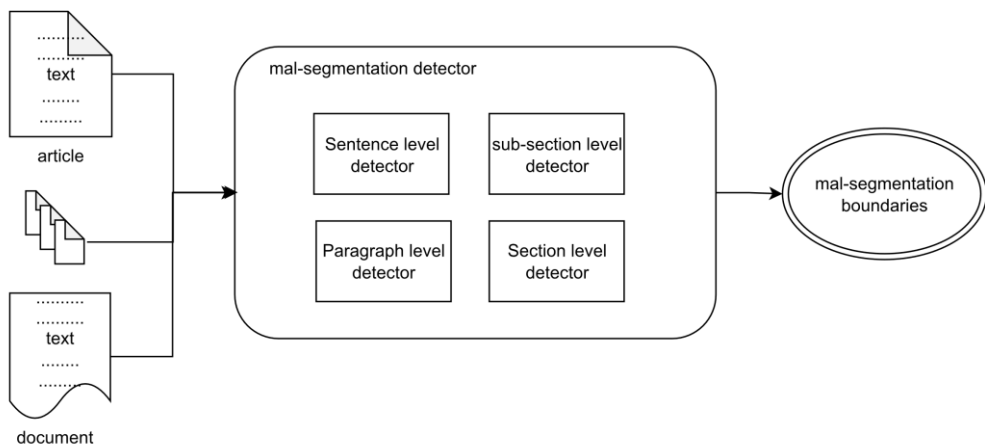 text
article
text
document
mal-segmentation detector
Sentence level
detector
sub-section level
detector
Paragraph level
detector
Section level
detector
mal-segmentation
boundaries